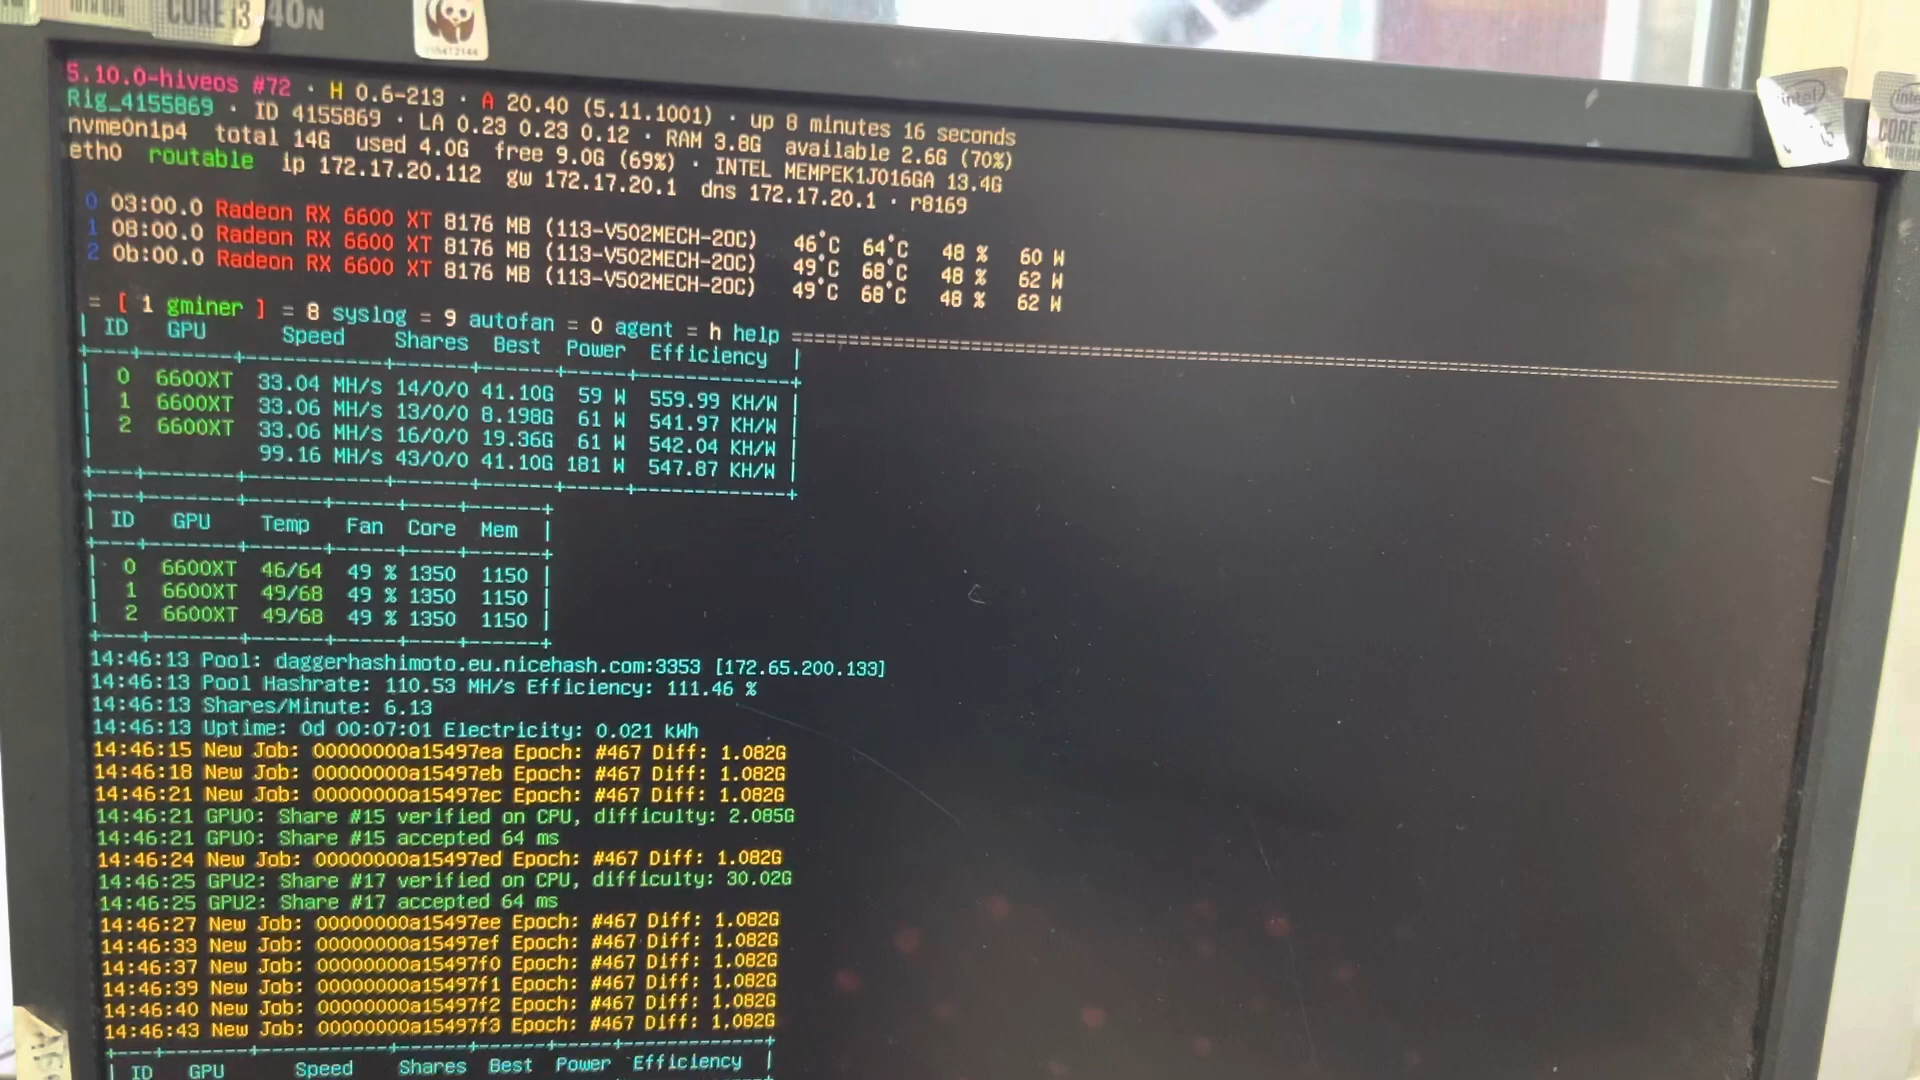 CORE i3
40N
5.10.0-hiveos #72 · H 0.6-213 · A 20.40 (5.11.1001) · up 8 minutes 16 seconds
Rig_4155869 · ID 4155869 · LA 0.23 0.23 0.12 · RAM 3.8G available 2.6G (70%)
nvme0n1p4 total 14G used 4.0G free 9.0G (69%) · INTEL MEMPEK1J016GA 13.4G
eth0 routable ip 172.17.20.112 gw 172.17.20.1 dns 172.17.20.1 · r8169
0 03:00.0 Radeon RX 6600 XT 8176 MB (113-V502MECH-2OC) 46°C 64°C 48 % 60 W
1 08:00.0 Radeon RX 6600 XT 8176 MB (113-V502MECH-2OC) 49°C 68°C 48 % 62 W
2 0b:00.0 Radeon RX 6600 XT 8176 MB (113-V502MECH-2OC) 49°C 68°C 48 % 62 W
= [ 1 gminer ] = 8 syslog = 9 autofan = 0 agent = h help
| ID GPU Speed Shares Best Power Efficiency |
| 0 6600XT 33.04 MH/s 14/0/0 41.10G 59 W 559.99 KH/W |
| 1 6600XT 33.06 MH/s 13/0/0 8.198G 61 W 541.97 KH/W |
| 2 6600XT 33.06 MH/s 16/0/0 19.36G 61 W 542.04 KH/W |
| 99.16 MH/s 43/0/0 41.10G 181 W 547.87 KH/W |
| ID GPU Temp Fan Core Mem |
| 0 6600XT 46/64 49 % 1350 1150 |
| 1 6600XT 49/68 49 % 1350 1150 |
| 2 6600XT 49/68 49 % 1350 1150 |
14:46:13 Pool: daggerhashimoto.eu.nicehash.com:3353 [172.65.200.133]
14:46:13 Pool Hashrate: 110.53 MH/s Efficiency: 111.46 %
14:46:13 Shares/Minute: 6.13
14:46:13 Uptime: 0d 00:07:01 Electricity: 0.021 kWh
14:46:15 New Job: 00000000a15497ea Epoch: #467 Diff: 1.082G
14:46:18 New Job: 00000000a15497eb Epoch: #467 Diff: 1.082G
14:46:21 New Job: 00000000a15497ec Epoch: #467 Diff: 1.082G
14:46:21 GPU0: Share #15 verified on CPU, difficulty: 2.085G
14:46:21 GPU0: Share #15 accepted 64 ms
14:46:24 New Job: 00000000a15497ed Epoch: #467 Diff: 1.082G
14:46:25 GPU2: Share #17 verified on CPU, difficulty: 30.02G
14:46:25 GPU2: Share #17 accepted 64 ms
14:46:27 New Job: 00000000a15497ee Epoch: #467 Diff: 1.082G
14:46:33 New Job: 00000000a15497ef Epoch: #467 Diff: 1.082G
14:46:37 New Job: 00000000a15497f0 Epoch: #467 Diff: 1.082G
14:46:39 New Job: 00000000a15497f1 Epoch: #467 Diff: 1.082G
14:46:40 New Job: 00000000a15497f2 Epoch: #467 Diff: 1.082G
14:46:43 New Job: 00000000a15497f3 Epoch: #467 Diff: 1.082G
| ID GPU Speed Shares Best Power Efficiency |
intel
CORE